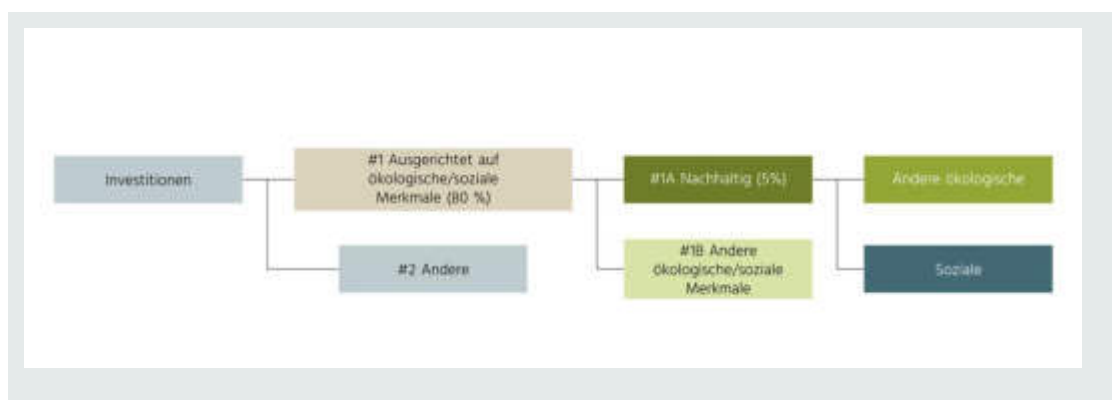 Investitionen
#1 Ausgerichtet auf
ökologische/soziale
Merkmale (80 %)
#1A Nachhaltig (5%)
Andere ökologische
#2 Andere
#1B Andere
ökologische/soziale
Merkmale
Soziale